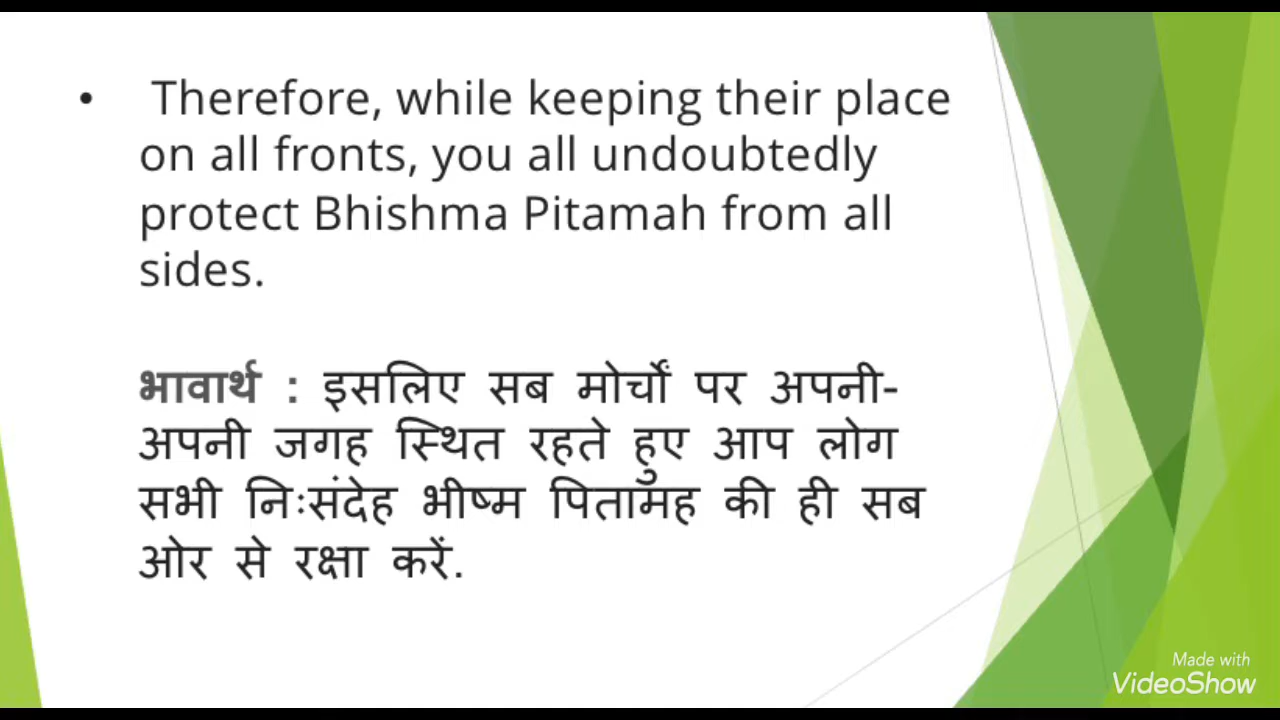 • Therefore, while keeping their place
on all fronts, you all undoubtedly
protect Bhishma Pitamah from all
sides.
भावार्थ : इसलिए सब मोर्चों पर अपनी-
अपनी जगह स्थित रहते हुए आप लोग
सभी निःसंदेह भीष्म पितामह की ही सब
ओर से रक्षा करें.
Made with
VideoShow